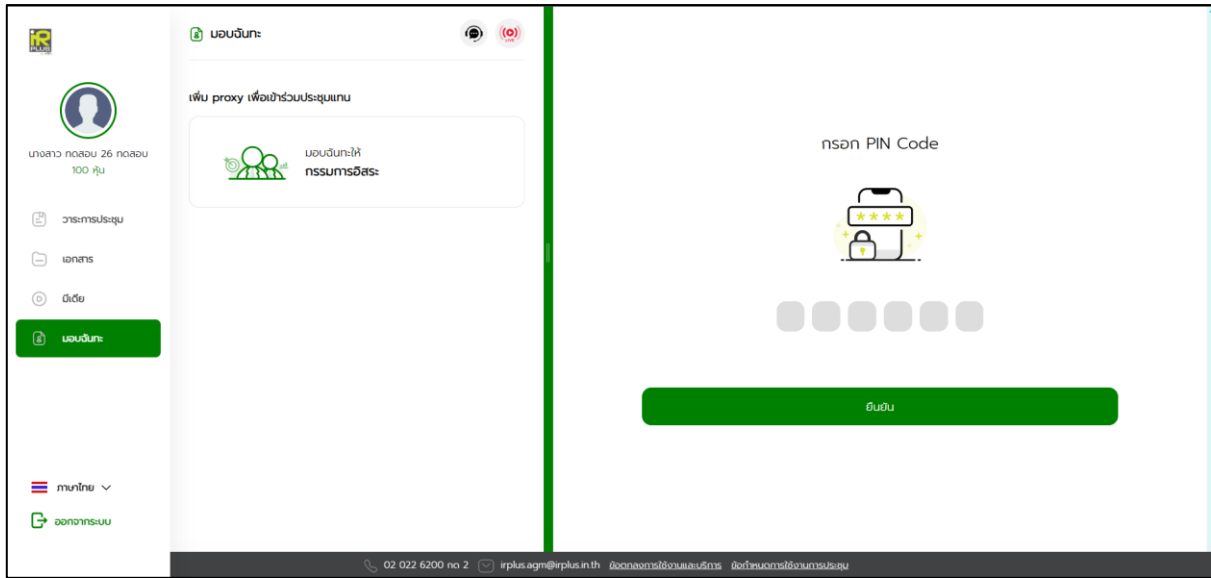 iR
PLUS
นางสาว ทดสอบ 26 ทดสอบ
100 หุ้น
วาระการประชุม
เอกสาร
มีเดีย
มอบฉันทะ
ภาษาไทย
ออกจากระบบ
มอบฉันทะ
LIVE
เพิ่ม proxy เพื่อเข้าร่วมประชุมแทน
มอบฉันทะให้
กรรมการอิสระ
กรอก PIN Code
****
ยืนยัน
02 022 6200 กด 2 irplus.agm@irplus.in.th ข้อตกลงการใช้งานและบริการ ข้อกำหนดการใช้งานการประชุม